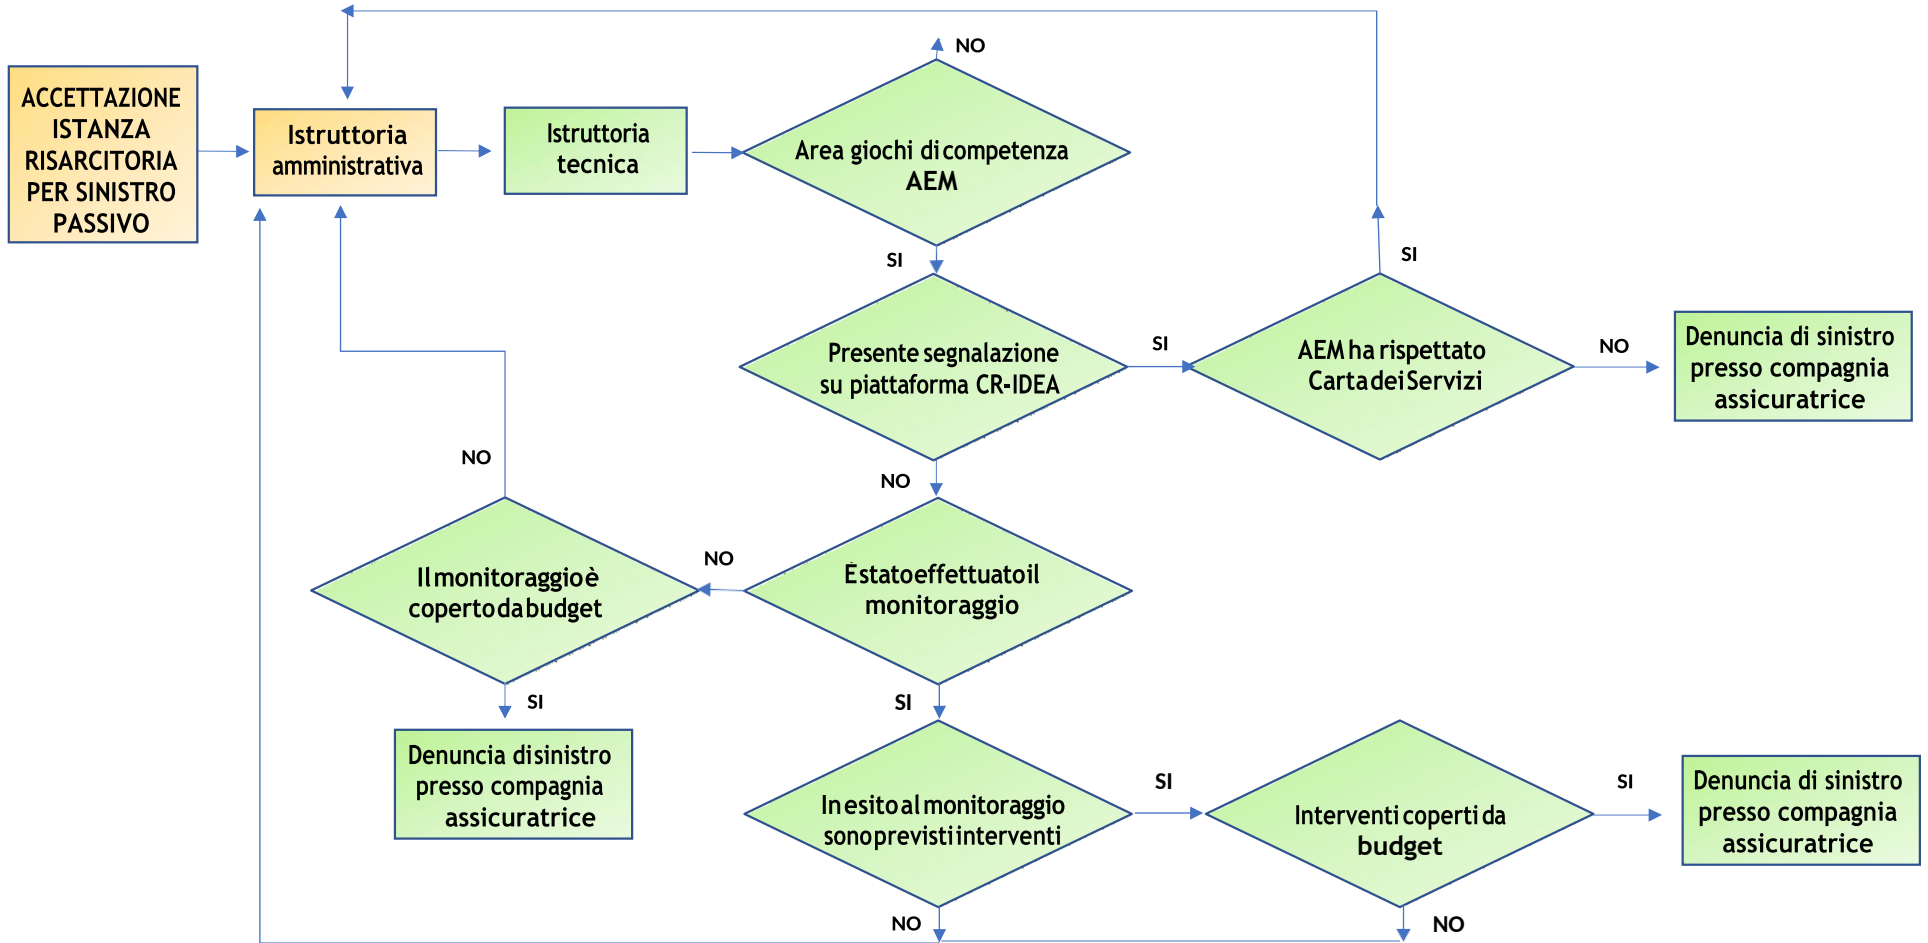 ACCETTAZIONE
ISTANZA
RISARCITORIA
PER SINISTRO
PASSIVO
Istruttoria
amministrativa
Istruttoria
tecnica
NO
Area giochi di competenza
AEM
SI
Presente segnalazione
su piattaforma CR-IDEA
SI
AEM ha rispettato
Carta dei Servizi
SI
NO
Denuncia di sinistro
presso compagnia
assicuratrice
NO
È stato effettuato il
monitoraggio
NO
Il monitoraggio è
coperto da budget
NO
SI
Denuncia di sinistro
presso compagnia
assicuratrice
SI
In esito al monitoraggio
sono previsti interventi
SI
Interventi coperti da
budget
SI
Denuncia di sinistro
presso compagnia
assicuratrice
NO
NO